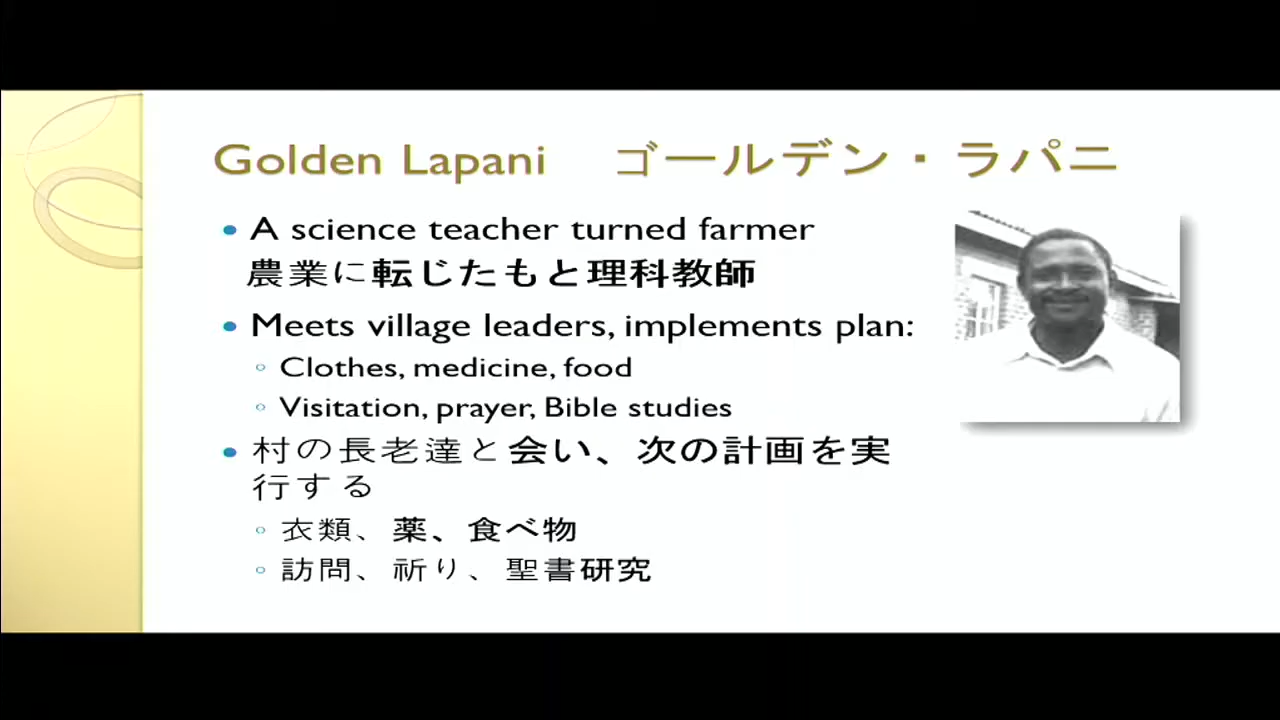 Golden Lapani ゴールデン・ラパニ
A science teacher turned farmer
農業に転じたもと理科教師
Meets village leaders, implements plan:
Clothes, medicine, food
Visitation, prayer, Bible studies
村の長老達と会い、次の計画を実
行する
衣類、薬、食べ物
訪問、祈り、聖書研究